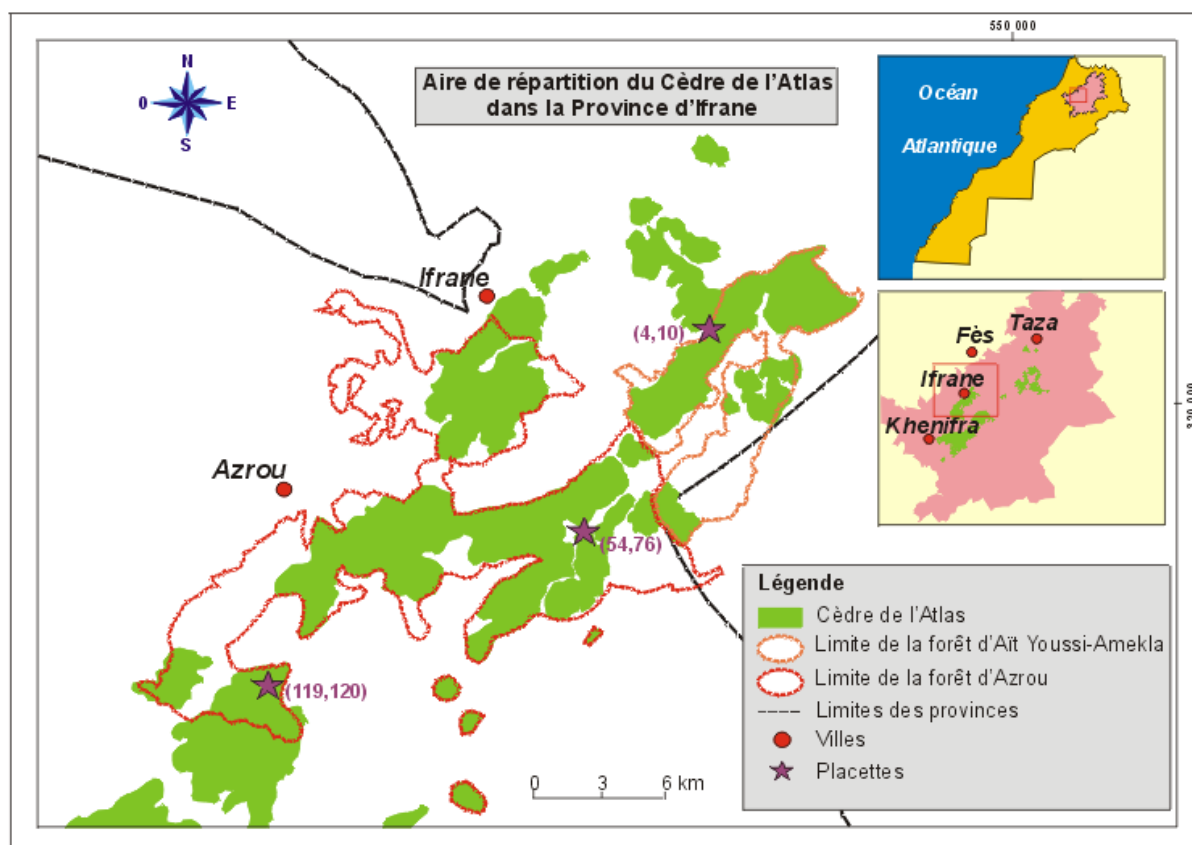 550 000
N
O
E
S
Aire de répartition du Cèdre de l'Atlas
dans la Province d'Ifrane
Océan
Atlantique
Ifrane
(4,10)
Fès
Taza
Ifrane
Khenifra
320 000
Azrou
(54,76)
(119,120)
0 3 6 km
Légende
Cèdre de l'Atlas
Limite de la forêt d'Aït Youssi-Amekla
Limite de la forêt d'Azrou
Limites des provinces
Villes
Placettes